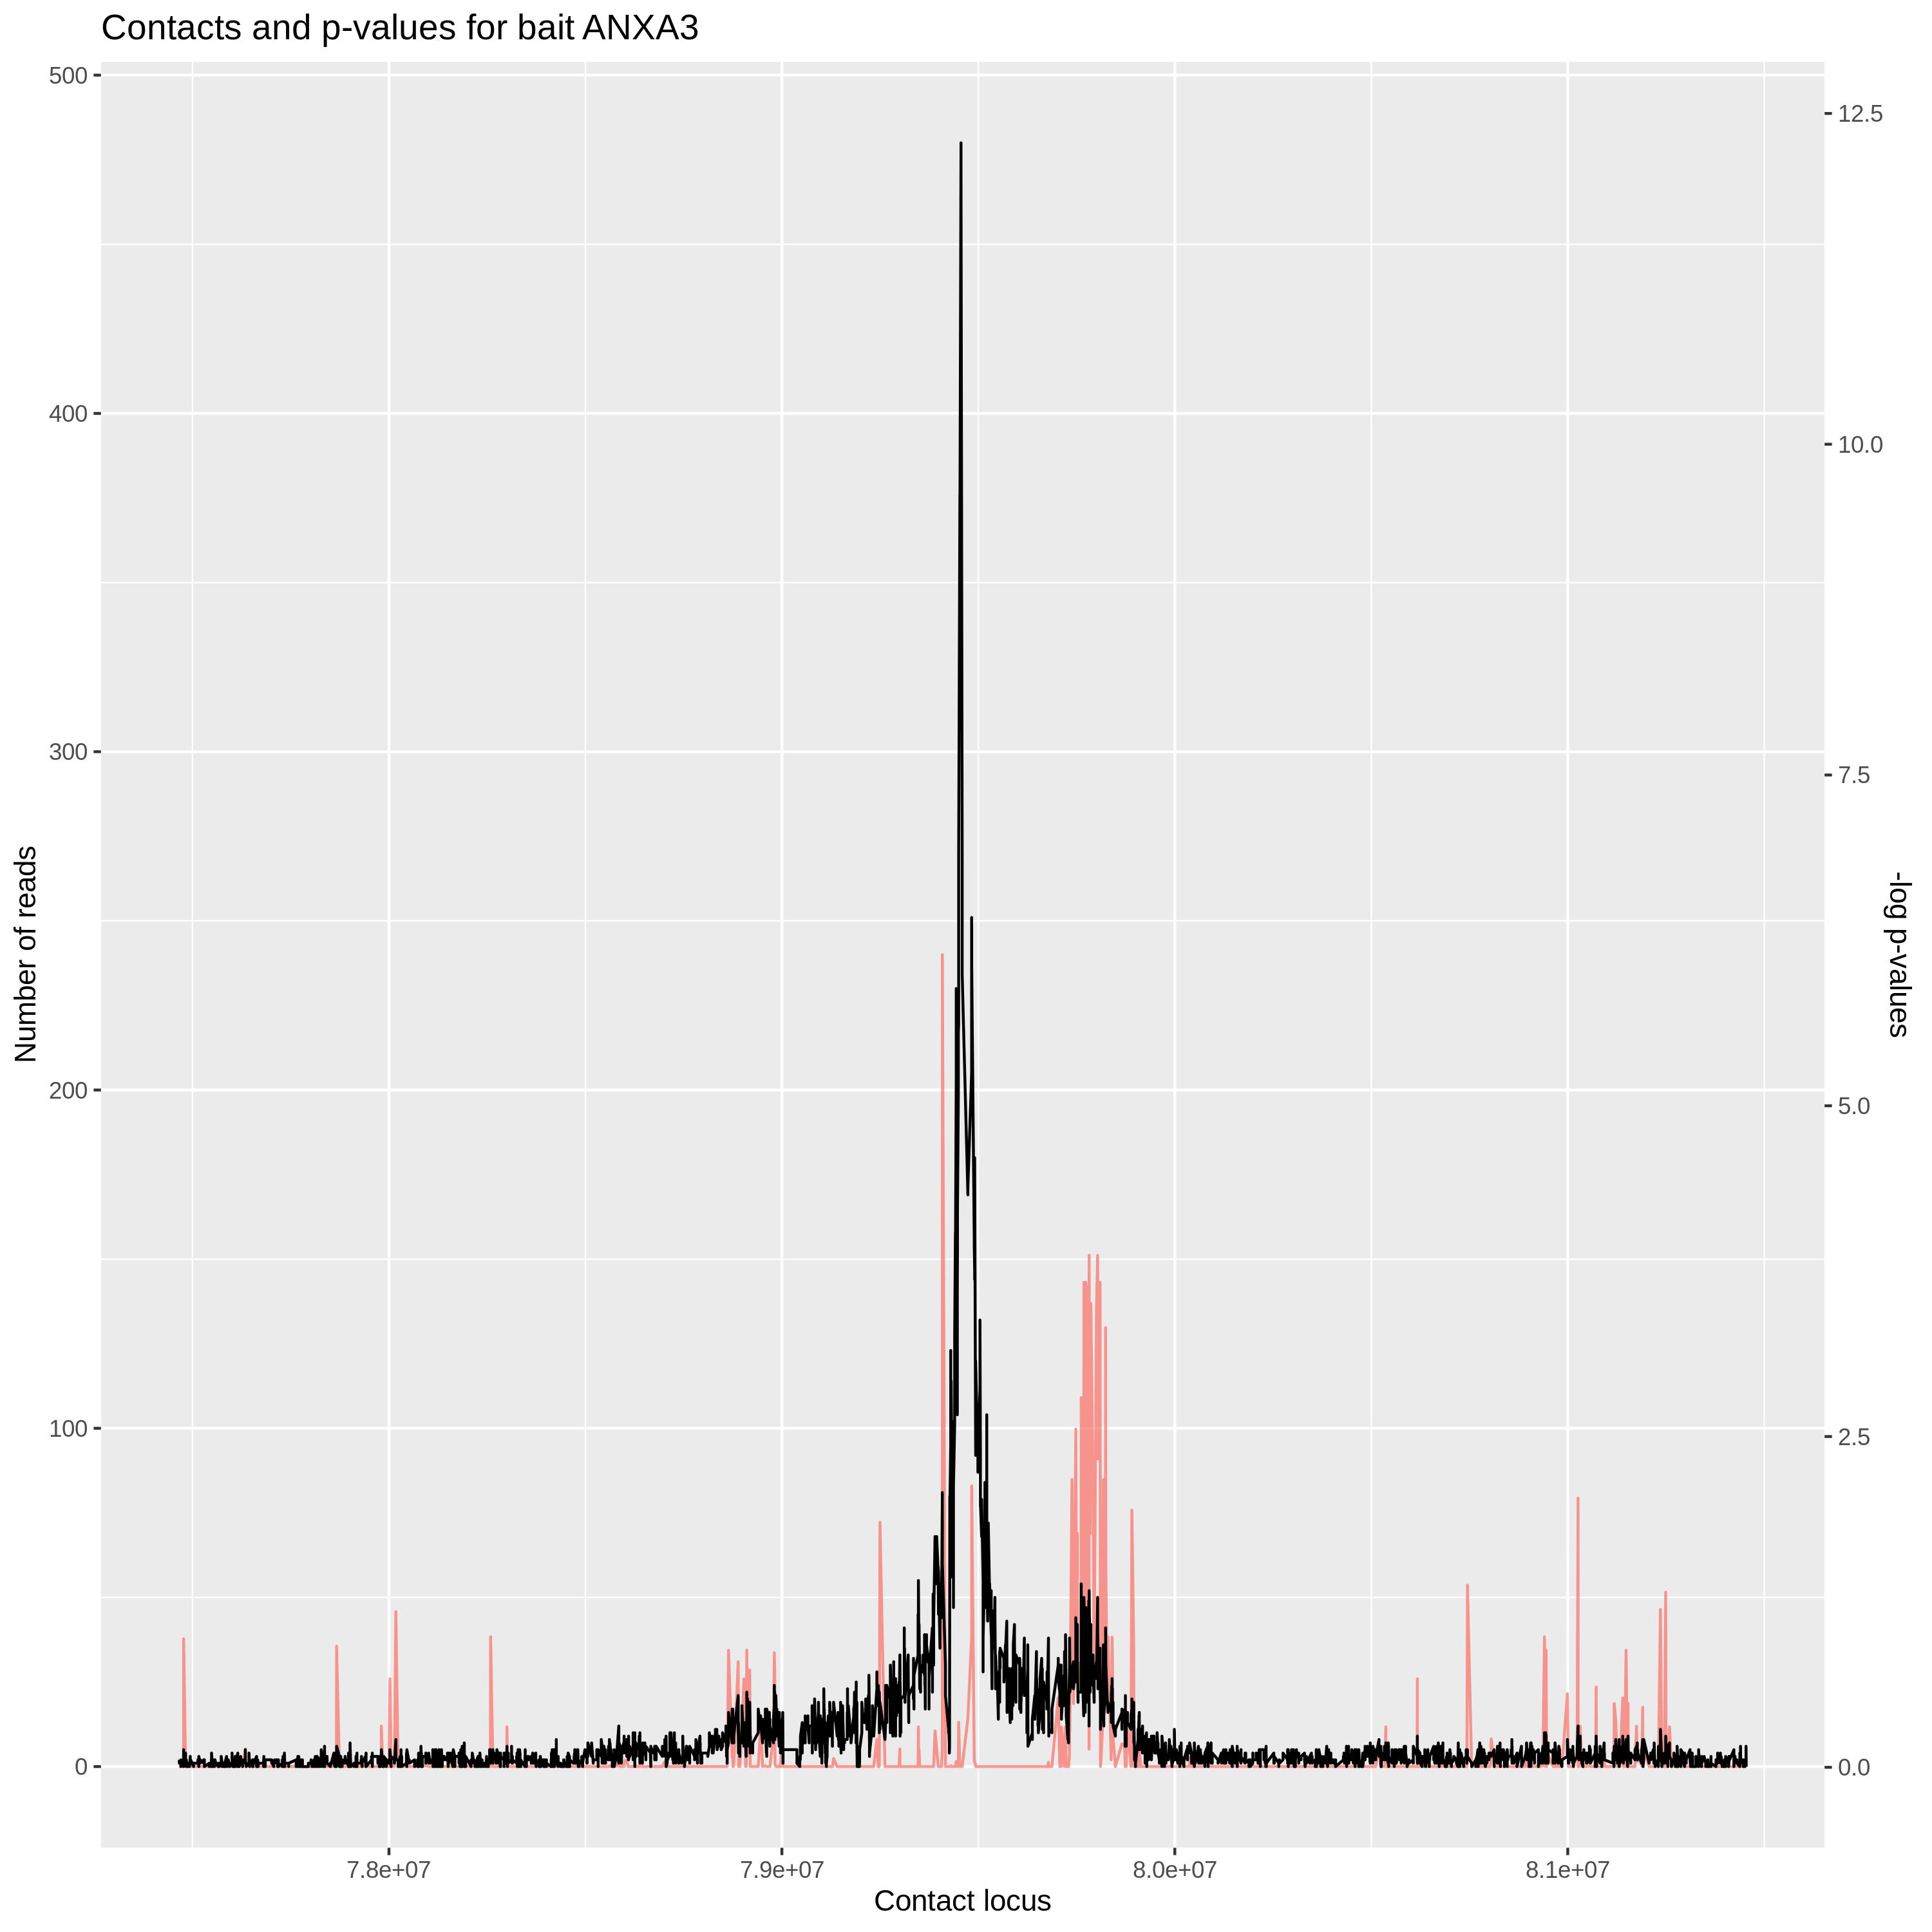 Contacts and p-values for bait ANXA3
500
400
300
200
100
0
Number of reads
12.5
10.0
7.5
5.0
2.5
0.0
-log p-values
7.8e+07 7.9e+07 8.0e+07 8.1e+07
Contact locus